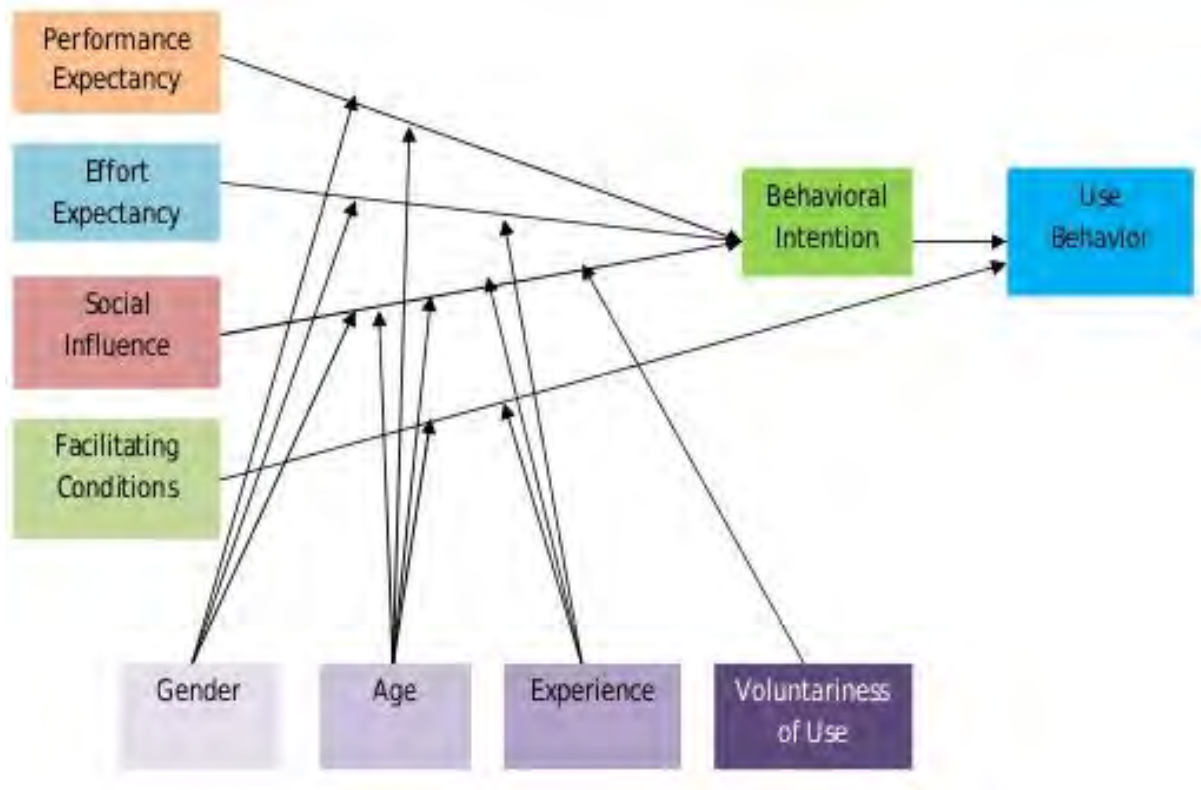 Performance
Expectancy
Effort
Expectancy
Social
Influence
Facilitating
Conditions
Behavioral
Intention
Use
Behavior
Gender
Age
Experience
Voluntariness
of Use